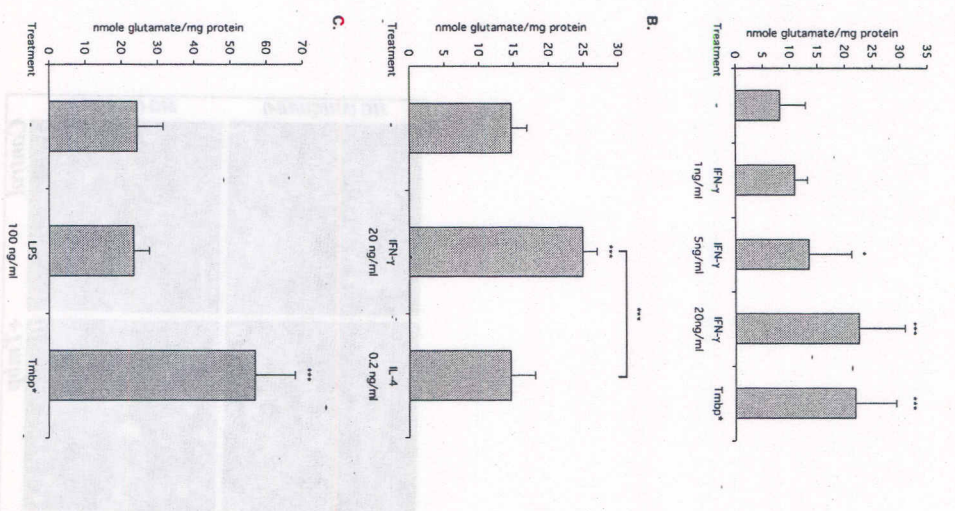 nmole glutamate/mg protein
35
30
25
20
15
10
5
0
Treatment
-
IFN-γ
1ng/ml
IFN-γ
5ng/ml
IFN-γ
20ng/ml
Tmbp*
*
***
***
B.
nmole glutamate/mg protein
30
25
20
15
10
5
0
Treatment
-
IFN-γ
20 ng/ml
IL-4
0.2 ng/ml
***
***
C.
nmole glutamate/mg protein
70
60
50
40
30
20
10
0
Treatment
-
LPS
100 ng/ml
Tmbp*
***